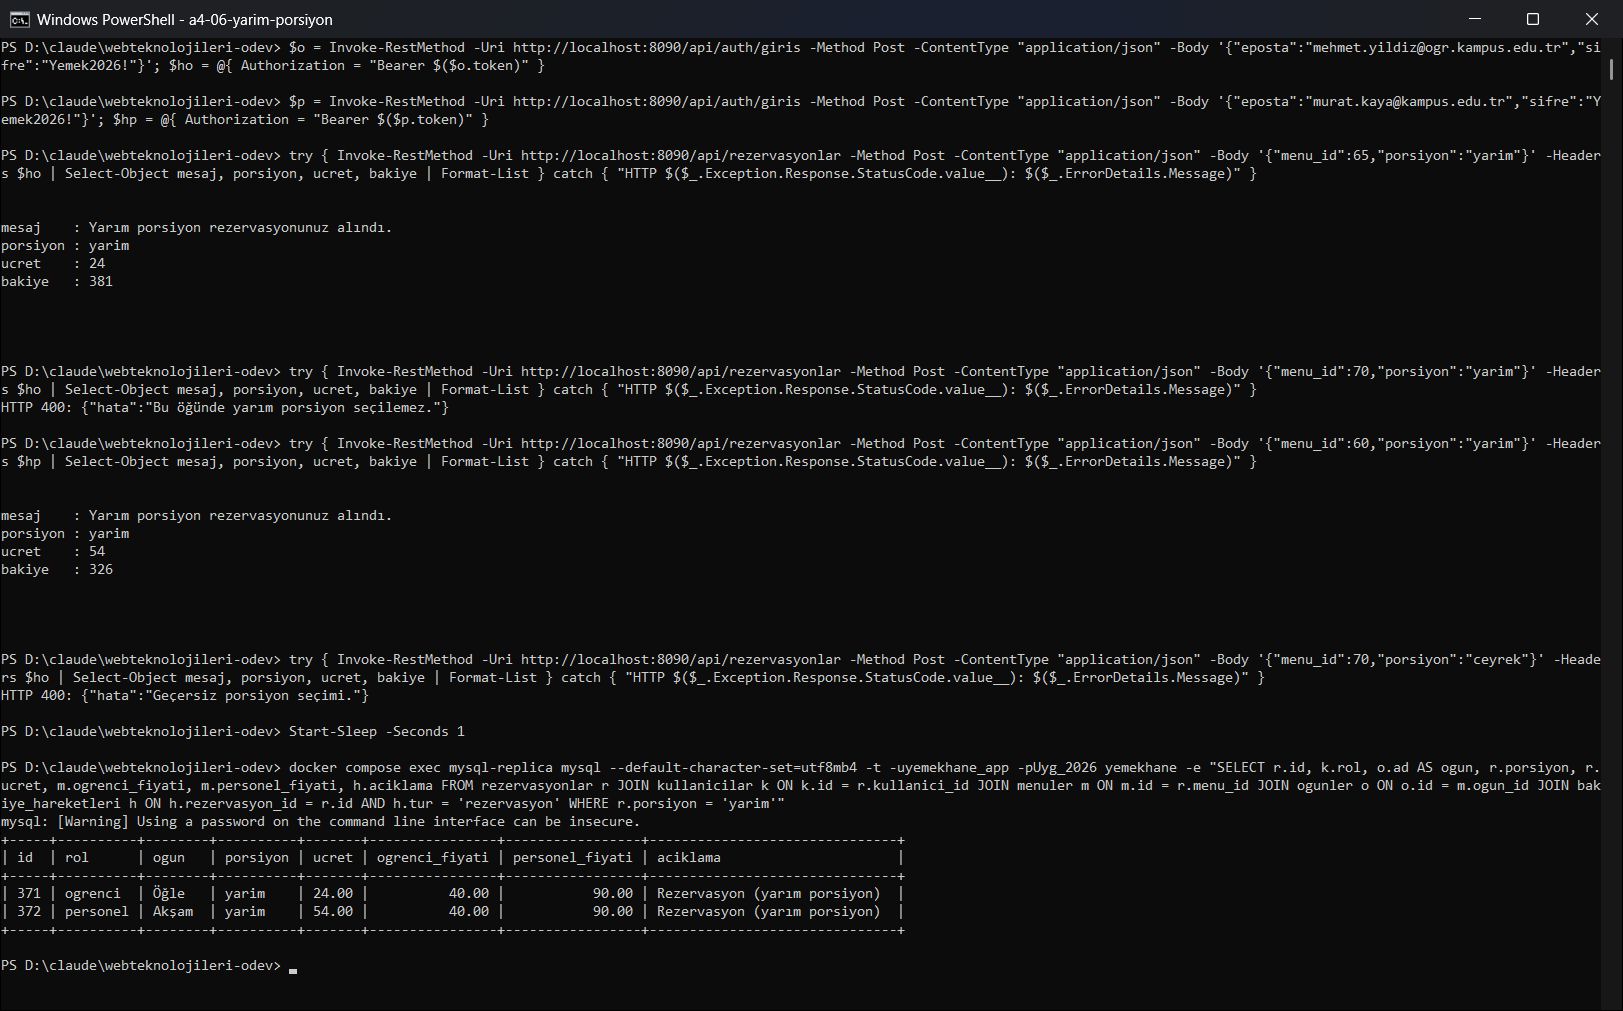 Windows PowerShell - a4-06-yarim-porsiyon
PS D:\claude\webteknolojileri-odev> $o = Invoke-RestMethod -Uri http://localhost:8090/api/auth/giris -Method Post -ContentType "application/json" -Body '{"eposta":"mehmet.yildiz@ogr.kampus.edu.tr","si
fre":"Yemek2026!"}'; $ho = @{ Authorization = "Bearer $($o.token)" }
PS D:\claude\webteknolojileri-odev> $p = Invoke-RestMethod -Uri http://localhost:8090/api/auth/giris -Method Post -ContentType "application/json" -Body '{"eposta":"murat.kaya@kampus.edu.tr","sifre":"Y
emek2026!"}'; $hp = @{ Authorization = "Bearer $($p.token)" }
PS D:\claude\webteknolojileri-odev> try { Invoke-RestMethod -Uri http://localhost:8090/api/rezervasyonlar -Method Post -ContentType "application/json" -Body '{"menu_id":65,"porsiyon":"yarim"}' -Header
s $ho | Select-Object mesaj, porsiyon, ucret, bakiye | Format-List } catch { "HTTP $($_.Exception.Response.StatusCode.value__): $($_.ErrorDetails.Message)" }
mesaj    : Yarım porsiyon rezervasyonunuz alındı.
porsiyon : yarim
ucret    : 24
bakiye   : 381
PS D:\claude\webteknolojileri-odev> try { Invoke-RestMethod -Uri http://localhost:8090/api/rezervasyonlar -Method Post -ContentType "application/json" -Body '{"menu_id":70,"porsiyon":"yarim"}' -Header
s $ho | Select-Object mesaj, porsiyon, ucret, bakiye | Format-List } catch { "HTTP $($_.Exception.Response.StatusCode.value__): $($_.ErrorDetails.Message)" }
HTTP 400: {"hata":"Bu öğünde yarım porsiyon seçilemez."}
PS D:\claude\webteknolojileri-odev> try { Invoke-RestMethod -Uri http://localhost:8090/api/rezervasyonlar -Method Post -ContentType "application/json" -Body '{"menu_id":60,"porsiyon":"yarim"}' -Header
s $hp | Select-Object mesaj, porsiyon, ucret, bakiye | Format-List } catch { "HTTP $($_.Exception.Response.StatusCode.value__): $($_.ErrorDetails.Message)" }
mesaj    : Yarım porsiyon rezervasyonunuz alındı.
porsiyon : yarim
ucret    : 54
bakiye   : 326
PS D:\claude\webteknolojileri-odev> try { Invoke-RestMethod -Uri http://localhost:8090/api/rezervasyonlar -Method Post -ContentType "application/json" -Body '{"menu_id":70,"porsiyon":"ceyrek"}' -Heade
rs $ho | Select-Object mesaj, porsiyon, ucret, bakiye | Format-List } catch { "HTTP $($_.Exception.Response.StatusCode.value__): $($_.ErrorDetails.Message)" }
HTTP 400: {"hata":"Geçersiz porsiyon seçimi."}
PS D:\claude\webteknolojileri-odev> Start-Sleep -Seconds 1
PS D:\claude\webteknolojileri-odev> docker compose exec mysql-replica mysql --default-character-set=utf8mb4 -t -uyemekhane_app -pUyg_2026 yemekhane -e "SELECT r.id, k.rol, o.ad AS ogun, r.porsiyon, r.
ucret, m.ogrenci_fiyati, m.personel_fiyati, h.aciklama FROM rezervasyonlar r JOIN kullanicilar k ON k.id = r.kullanici_id JOIN menuler m ON m.id = r.menu_id JOIN ogunler o ON o.id = m.ogun_id JOIN bak
iye_hareketleri h ON h.rezervasyon_id = r.id AND h.tur = 'rezervasyon' WHERE r.porsiyon = 'yarim'"
mysql: [Warning] Using a password on the command line interface can be insecure.
+-----+----------+--------+----------+-------+----------------+-----------------+-------------------------------+
| id  | rol      | ogun   | porsiyon | ucret | ogrenci_fiyati | personel_fiyati | aciklama                      |
+-----+----------+--------+----------+-------+----------------+-----------------+-------------------------------+
| 371 | ogrenci  | Öğle   | yarim    | 24.00 |          40.00 |           90.00 | Rezervasyon (yarım porsiyon)  |
| 372 | personel | Akşam  | yarim    | 54.00 |          40.00 |           90.00 | Rezervasyon (yarım porsiyon)  |
+-----+----------+--------+----------+-------+----------------+-----------------+-------------------------------+
PS D:\claude\webteknolojileri-odev>